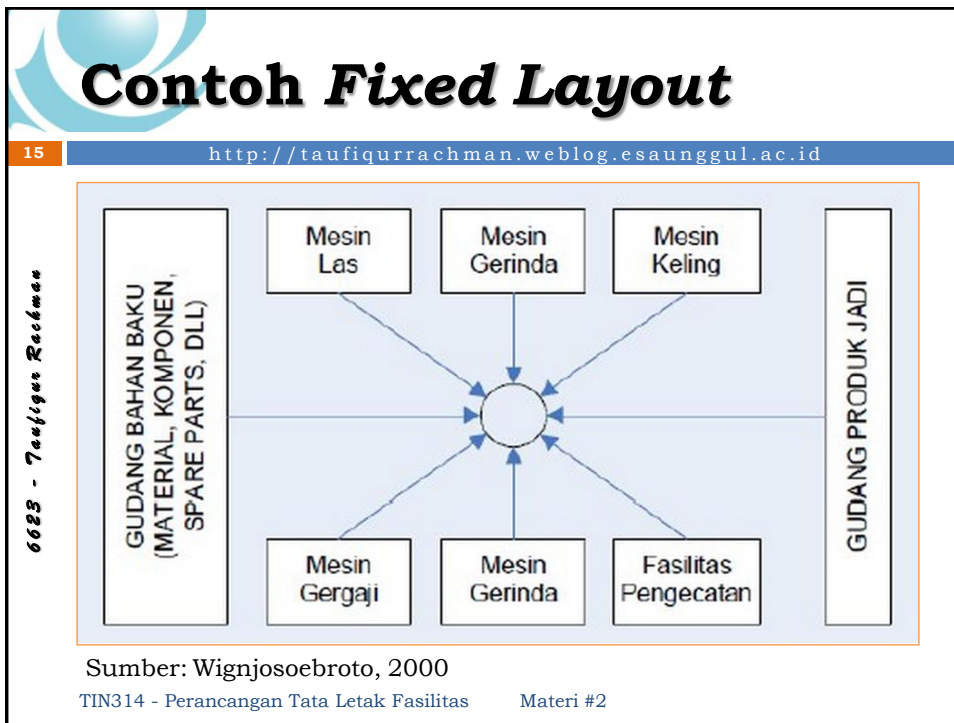 Contoh Fixed Layout
15
http://taufiqurrachman.weblog.esaunggul.ac.id
6623 - Taufiqur Rachman
GUDANG BAHAN BAKU
(MATERIAL, KOMPONEN,
SPARE PARTS, DLL)
Mesin
Las
Mesin
Gerinda
Mesin
Keling
Mesin
Gergaji
Mesin
Gerinda
Fasilitas
Pengecatan
GUDANG PRODUK JADI
Sumber: Wignjosoebroto, 2000
TIN314 - Perancangan Tata Letak Fasilitas Materi #2